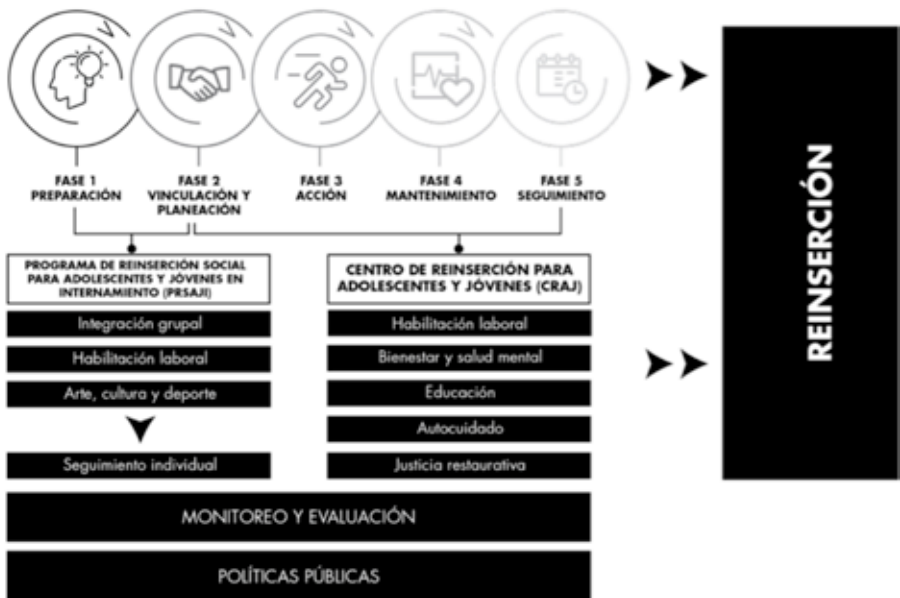 FASE 1
PREPARACIÓN
FASE 2
VINCULACIÓN Y
PLANEACIÓN
FASE 3
ACCIÓN
FASE 4
MANTENIMIENTO
FASE 5
SEGUIMIENTO
PROGRAMA DE REINSERCIÓN SOCIAL
PARA ADOLESCENTES Y JÓVENES EN
INTERNAMIENTO (PRSAJI)
Integración grupal
Habilitación laboral
Arte, cultura y deporte
Seguimiento individual
CENTRO DE REINSERCIÓN PARA
ADOLESCENTES Y JÓVENES (CRAJ)
Habilitación laboral
Bienestar y salud mental
Educación
Autocuidado
Justicia restaurativa
MONITOREO Y EVALUACIÓN
POLÍTICAS PÚBLICAS
REINSERCIÓN